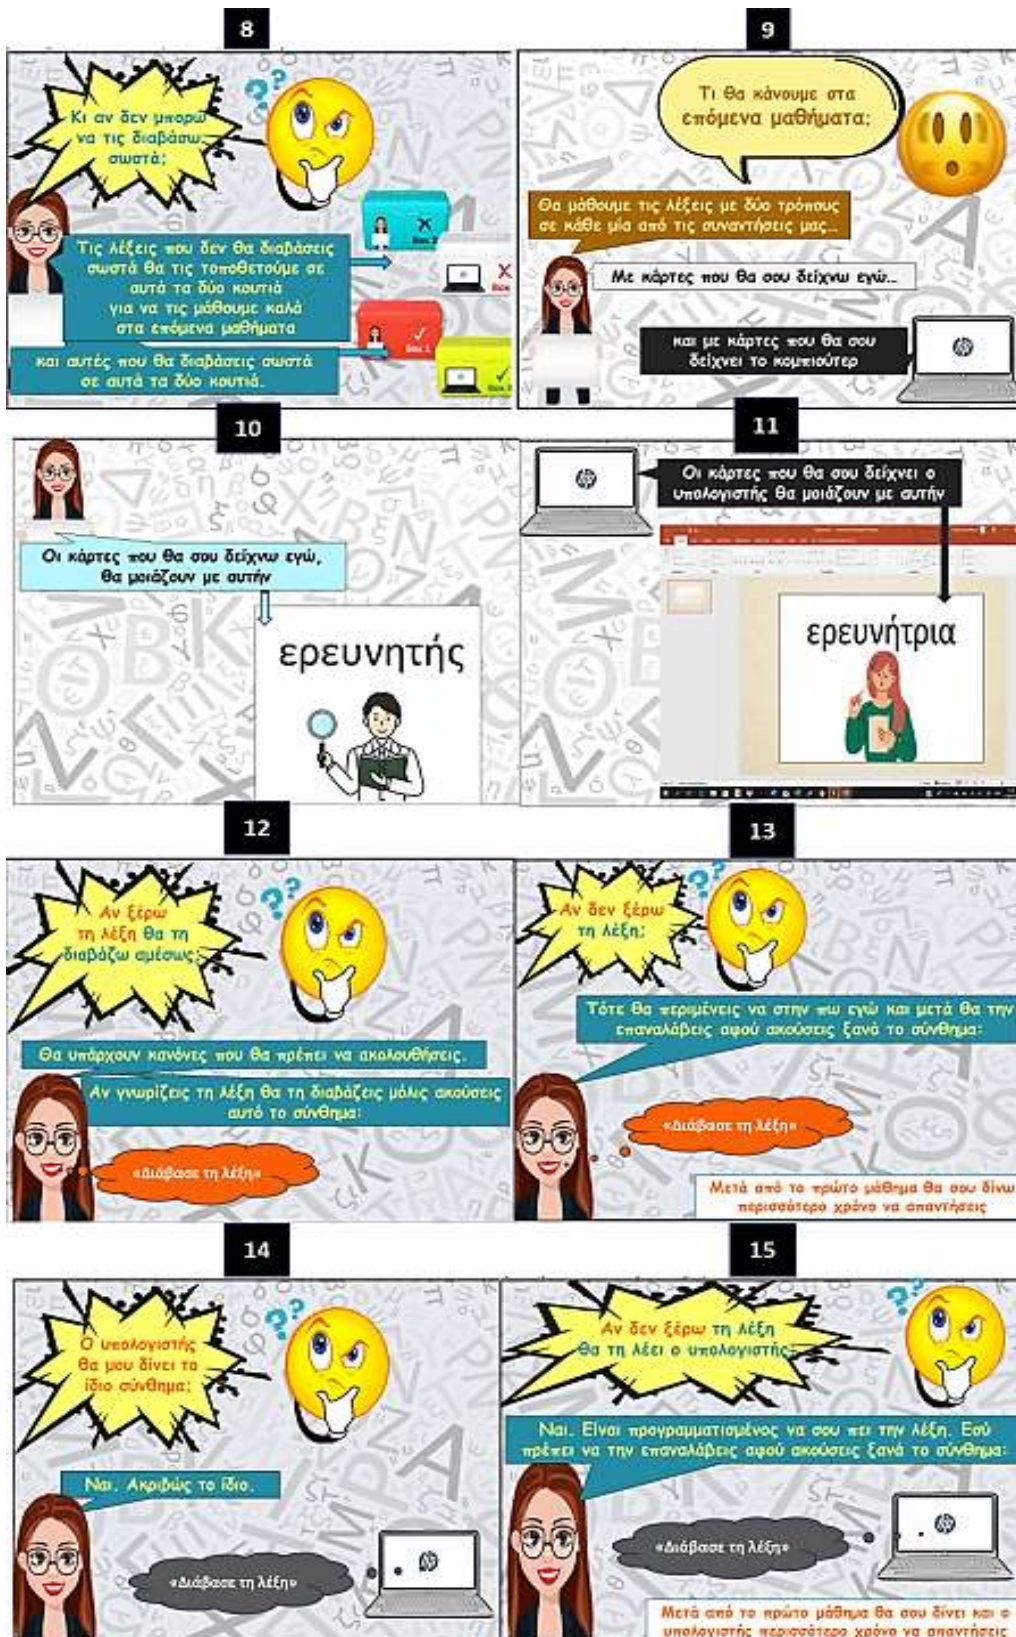 8
Κι αν δεν μπορώ
να τις διαβάσω
σωστά;
Τις λέξεις που δεν θα διαβάσεις
σωστά θα τις τοποθετούμε σε
αυτά τα δύο κουτιά
για να τις μάθουμε καλά
στα επόμενα μαθήματα
και αυτές που θα διαβάσεις σωστά
σε αυτά τα δύο κουτιά.
Box 1
9
Τι θα κάνουμε στα
επόμενα μαθήματα;
Θα μάθουμε τις λέξεις με δύο τρόπους
σε κάθε μία από τις συναντήσεις μας...
Με κάρτες που θα σου δείχνω εγώ...
και με κάρτες που θα σου
δείχνει το κομπιούτερ
hp
10
Οι κάρτες που θα σου δείχνω εγώ,
θα μοιάζουν με αυτήν
ερευνητής
11
Οι κάρτες που θα σου δείχνει ο
υπολογιστής θα μοιάζουν με αυτήν
hp
ερευνήτρια
12
Αν ξέρω
τη λέξη θα τη
διαβάζω αμέσως;
Θα υπάρχουν κανόνες που θα πρέπει να ακολουθήσεις.
Αν γνωρίζεις τη λέξη θα τη διαβάζεις μόλις ακούσεις
αυτό το σύνθημα:
«Διάβασε τη λέξη»
13
Αν δεν ξέρω
τη λέξη;
Τότε θα περιμένεις να στην πω εγώ και μετά θα την
επαναλάβεις αφού ακούσεις ξανά το σύνθημα:
«Διάβασε τη λέξη»
Μετά από το πρώτο μάθημα θα σου δίνω
περισσότερο χρόνο να απαντήσεις
14
Ο υπολογιστής
θα μου δίνει το
ίδιο σύνθημα;
Ναι. Ακριβώς το ίδιο.
«Διάβασε τη λέξη»
hp
15
Αν δεν ξέρω τη λέξη
θα τη λέει ο υπολογιστής;
Ναι. Είναι προγραμματισμένος να σου πει την λέξη. Εσύ
πρέπει να την επαναλάβεις αφού ακούσεις ξανά το σύνθημα:
«Διάβασε τη λέξη»
hp
Μετά από το πρώτο μάθημα θα σου δίνει και ο
υπολογιστής περισσότερο χρόνο να απαντήσεις